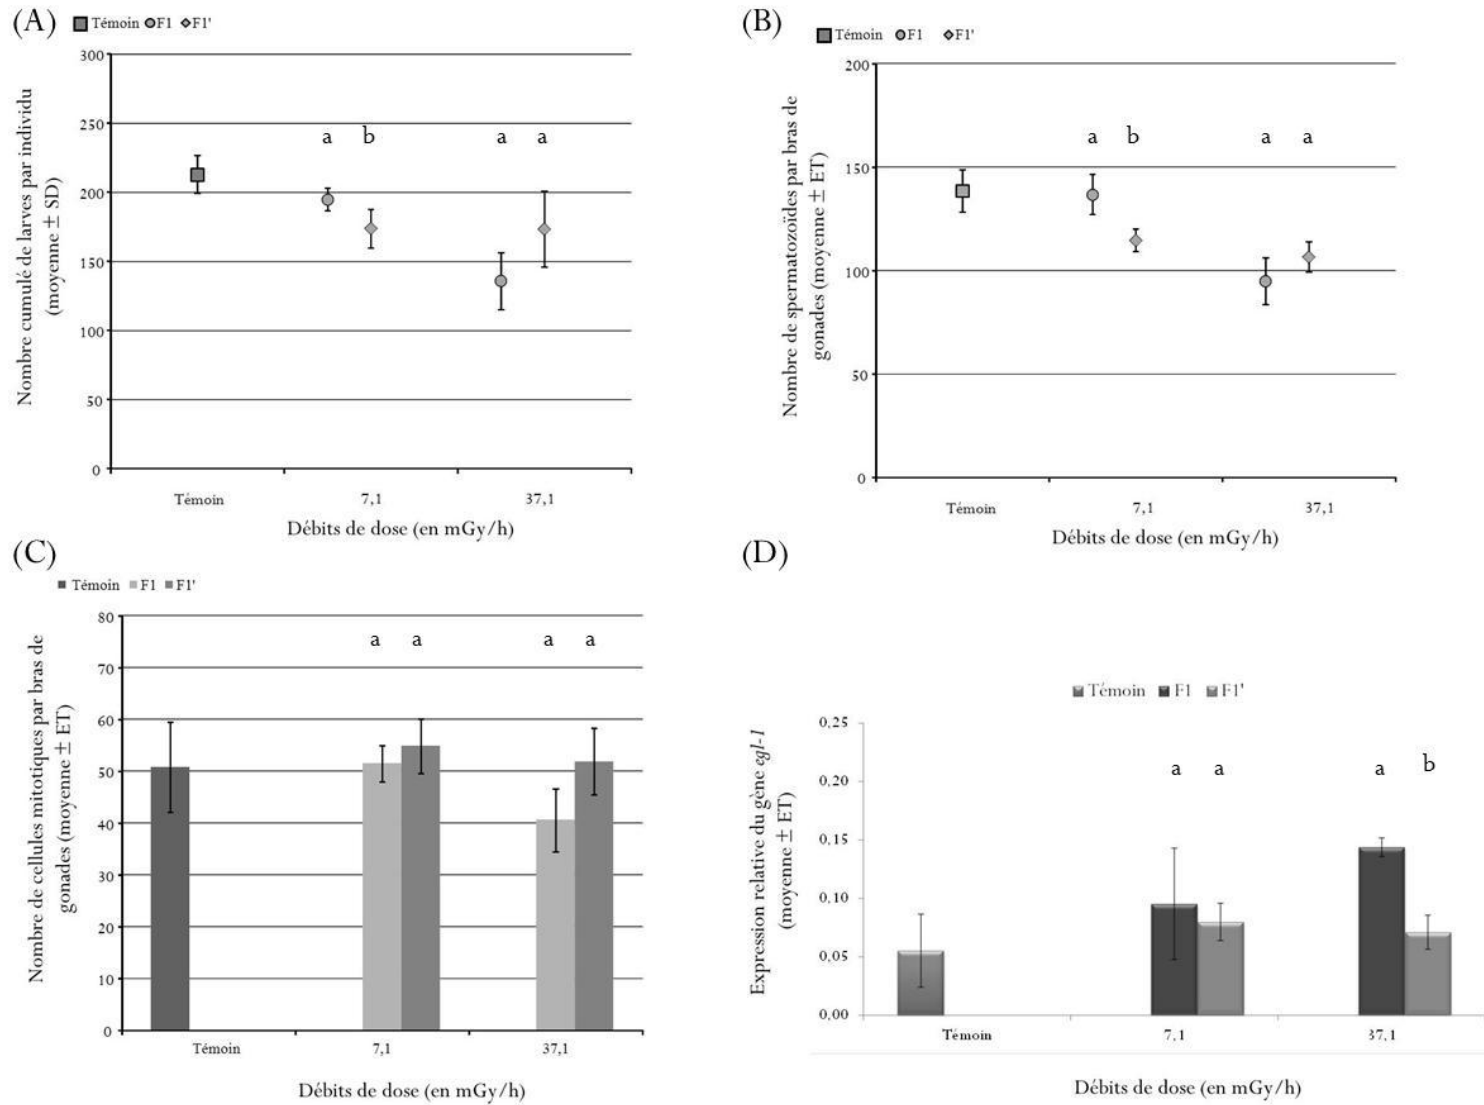 (A)
Témoin F1 F1'
Nombre cumulé de larves par individu
(moyenne ± SD)
300
250
200
150
100
50
0
a b a a
Témoin 7,1 37,1
Débits de dose (en mGy/h)
(B)
Témoin F1 F1'
Nombre de spermatozoïdes par bras de
gonades (moyenne ± ET)
200
150
100
50
0
a b a a
Témoin 7,1 37,1
Débits de dose (en mGy/h)
(C)
Témoin F1 F1'
Nombre de cellules mitotiques par bras de
gonades (moyenne ± ET)
80
70
60
50
40
30
20
10
0
a a a a
Témoin 7,1 37,1
Débits de dose (en mGy/h)
(D)
Témoin F1 F1'
Expression relative du gène egl-1
(moyenne ± ET)
0,25
0,20
0,15
0,10
0,05
0,00
a a a b
Témoin 7,1 37,1
Débits de dose (en mGy/h)